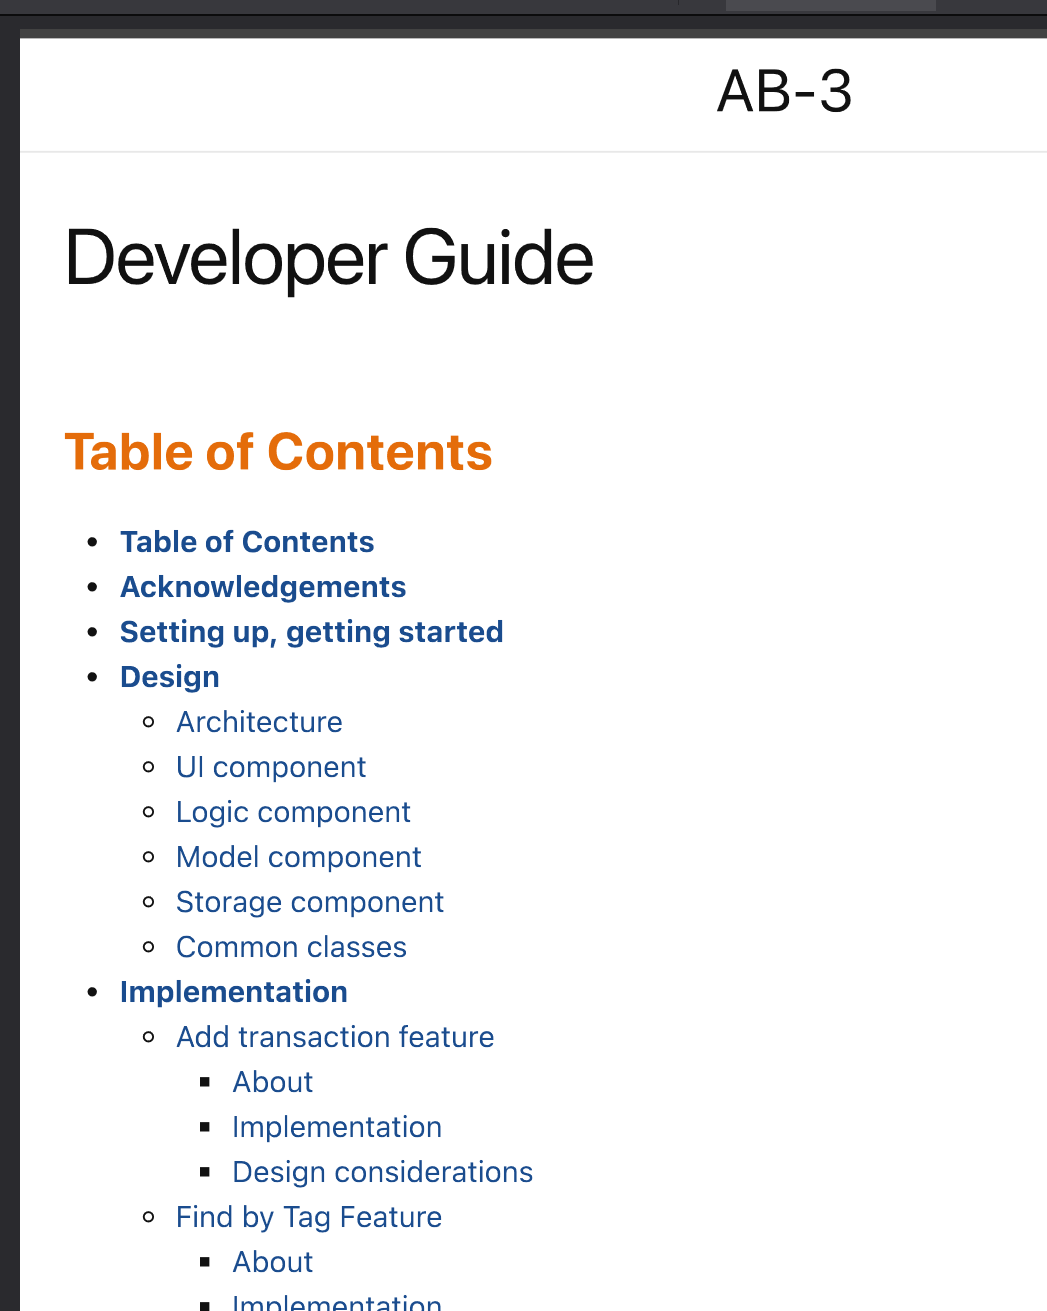 AB-3
Developer Guide
Table of Contents
Table of Contents
Acknowledgements
Setting up, getting started
Design
Architecture
UI component
Logic component
Model component
Storage component
Common classes
Implementation
Add transaction feature
About
Implementation
Design considerations
Find by Tag Feature
About
Implementation